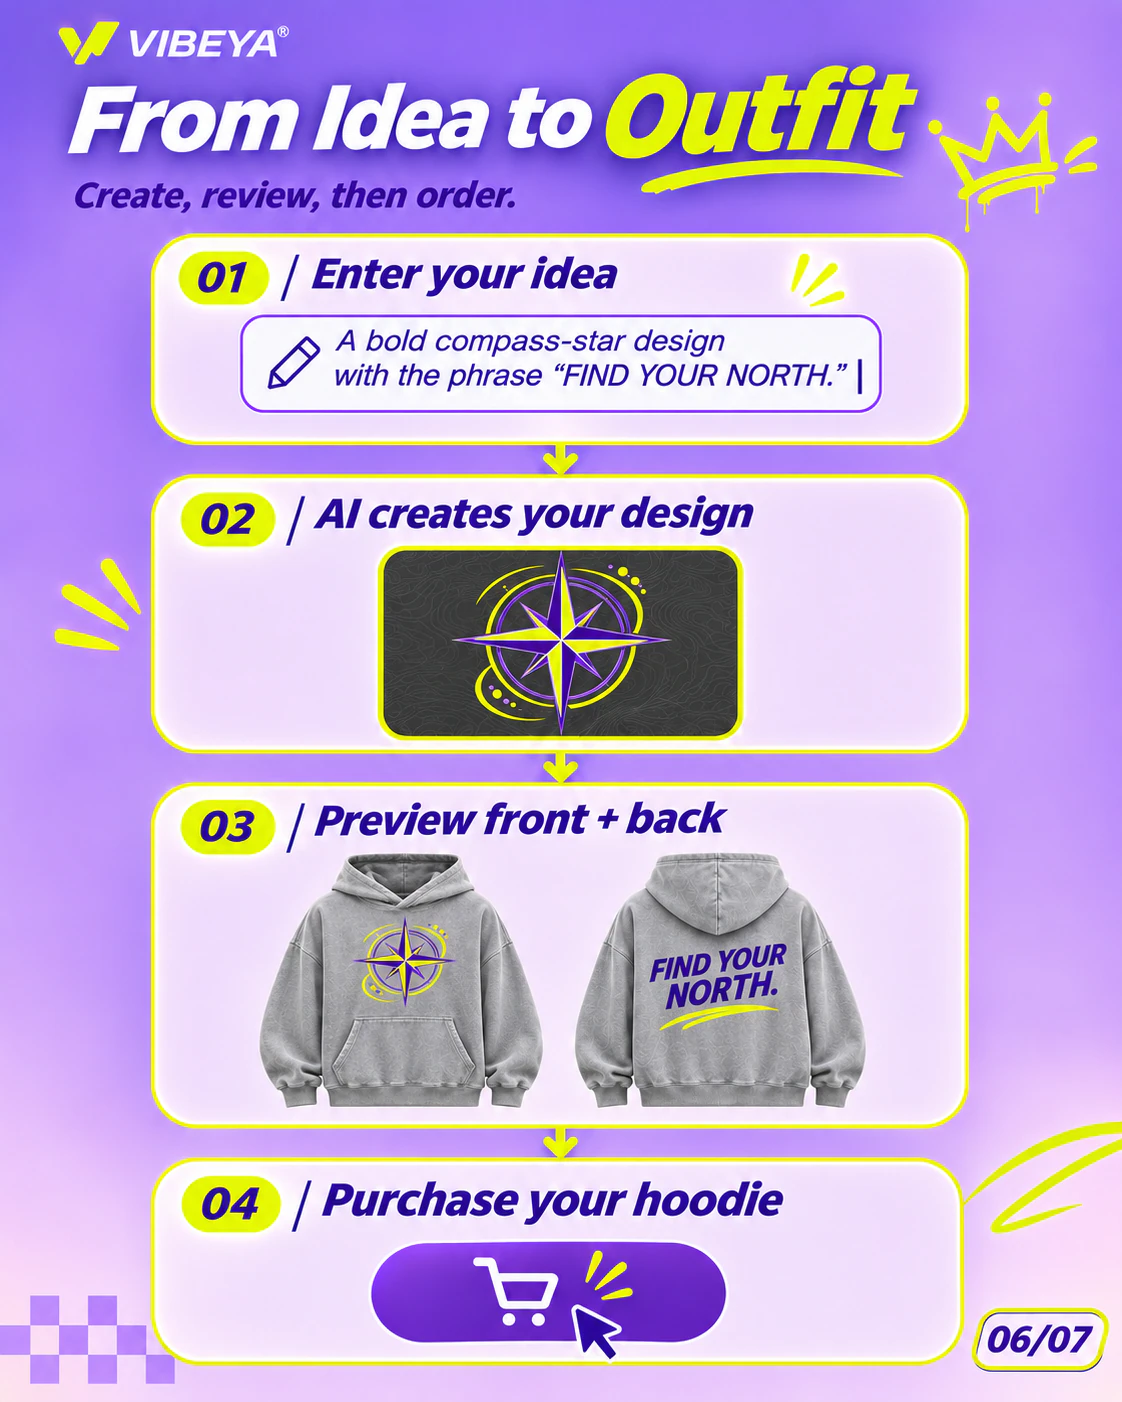 VIBEYA®
From Idea to Outfit
Create, review, then order.
01 / Enter your idea
A bold compass-star design
with the phrase “FIND YOUR NORTH.”
02 / AI creates your design
03 / Preview front + back
FIND YOUR
NORTH.
04 / Purchase your hoodie
06/07